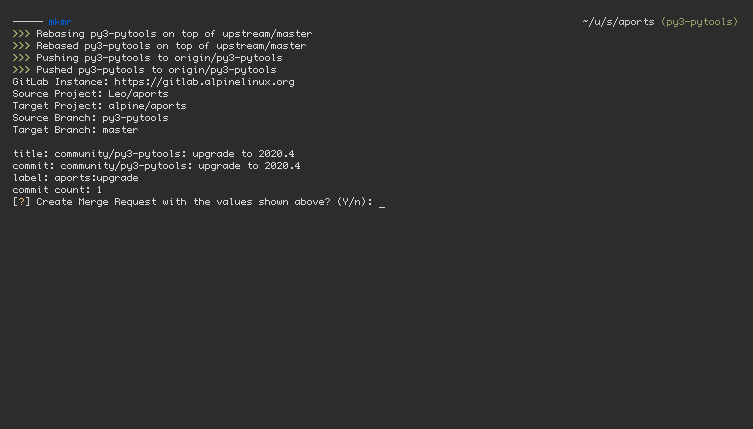 mkmr ~/u/s/aports (py3-pytools)
>>> Rebasing py3-pytools on top of upstream/master
>>> Rebased py3-pytools on top of upstream/master
>>> Pushing py3-pytools to origin/py3-pytools
>>> Pushed py3-pytools to origin/py3-pytools
GitLab Instance: https://gitlab.alpinelinux.org
Source Project: Leo/aports
Target Project: alpine/aports
Source Branch: py3-pytools
Target Branch: master
title: community/py3-pytools: upgrade to 2020.4
commit: community/py3-pytools: upgrade to 2020.4
label: aports:upgrade
commit count: 1
[?] Create Merge Request with the values shown above? (Y/n): _